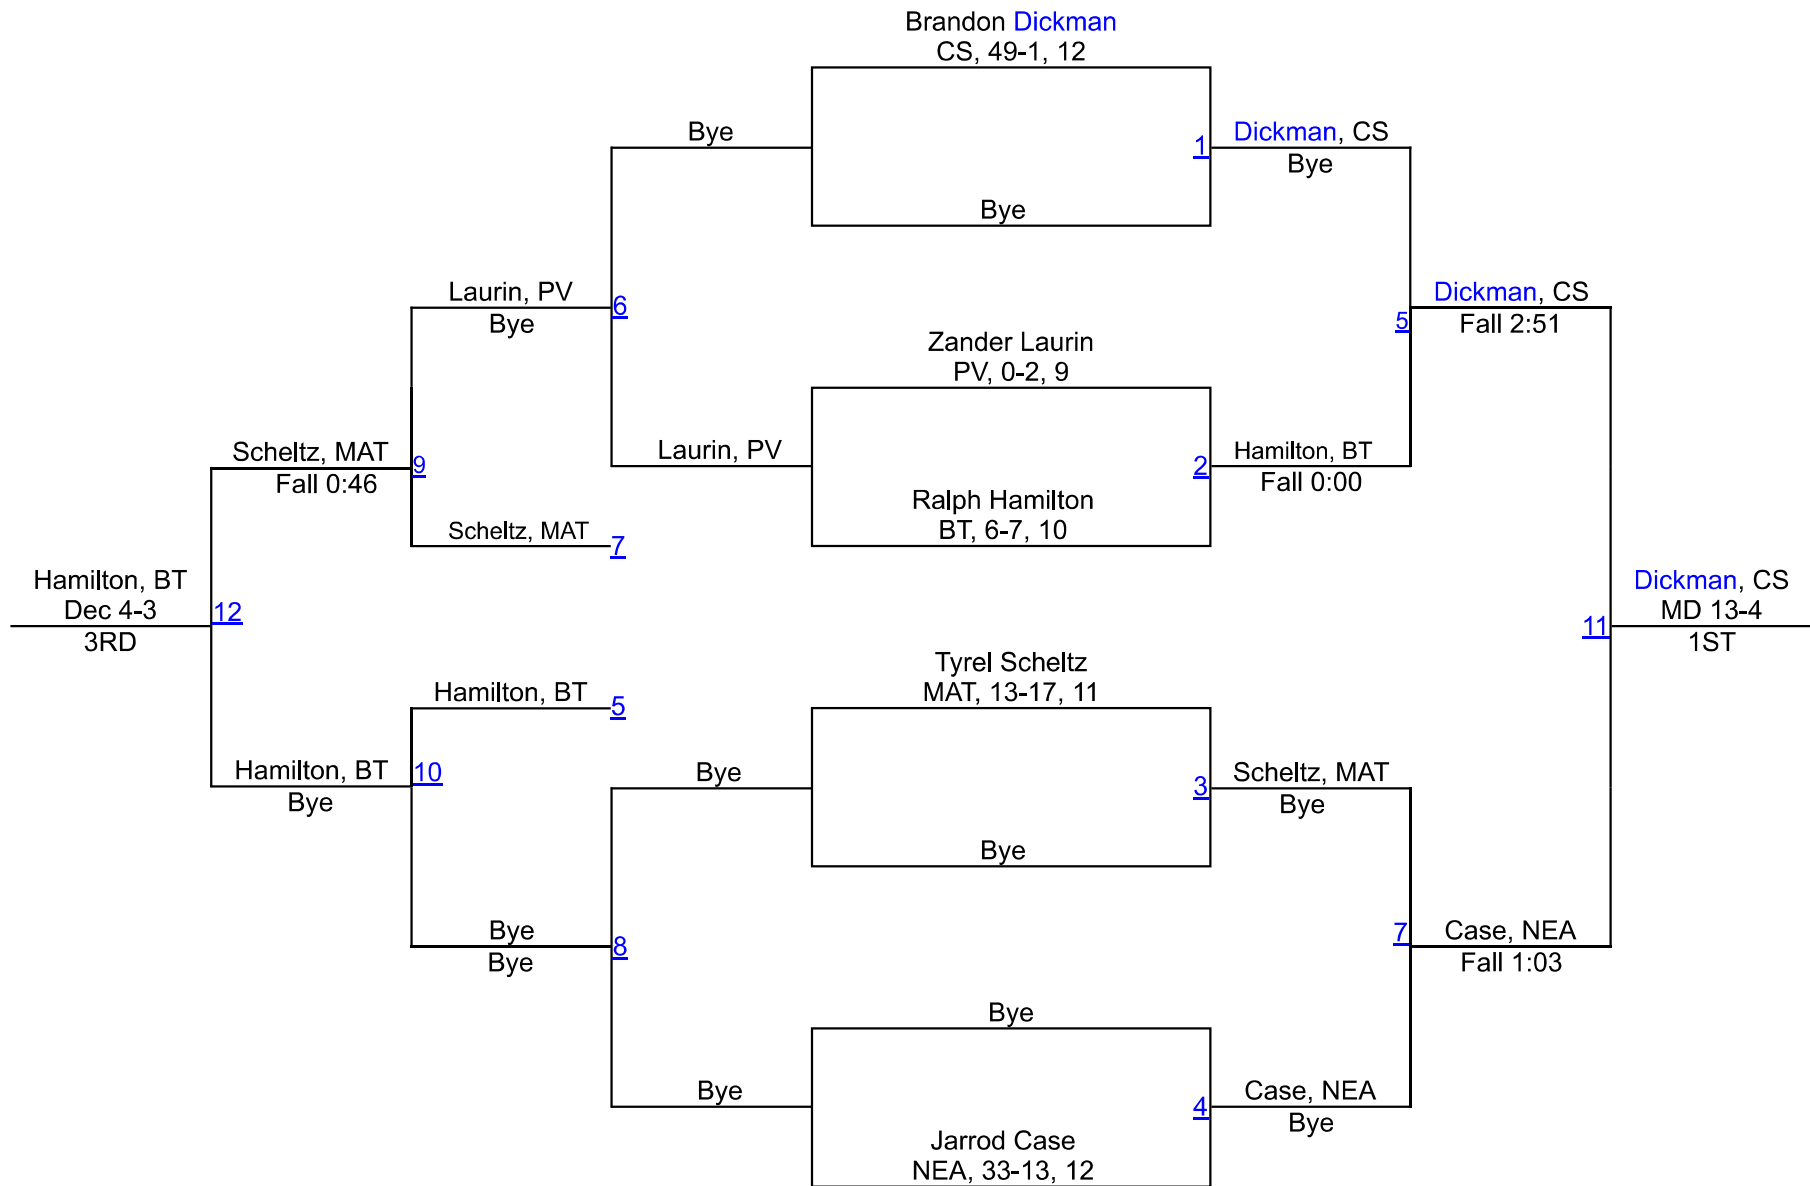 Brandon Dickman
CS, 49-1, 12
Bye
1
Dickman, CS
Bye
Bye
Laurin, PV
Bye
6
Dickman, CS
Fall 2:51
5
Zander Laurin
PV, 0-2, 9
Scheltz, MAT
Fall 0:46
9
Laurin, PV
2
Hamilton, BT
Fall 0:00
Ralph Hamilton
BT, 6-7, 10
Scheltz, MAT
7
Hamilton, BT
Dec 4-3
3RD
12
Dickman, CS
MD 13-4
1ST
11
Tyrel Scheltz
MAT, 13-17, 11
Hamilton, BT
5
Hamilton, BT
Bye
10
Bye
3
Scheltz, MAT
Bye
Bye
Bye
Bye
8
7
Case, NEA
Fall 1:03
Bye
Bye
4
Case, NEA
Bye
Jarrod Case
NEA, 33-13, 12